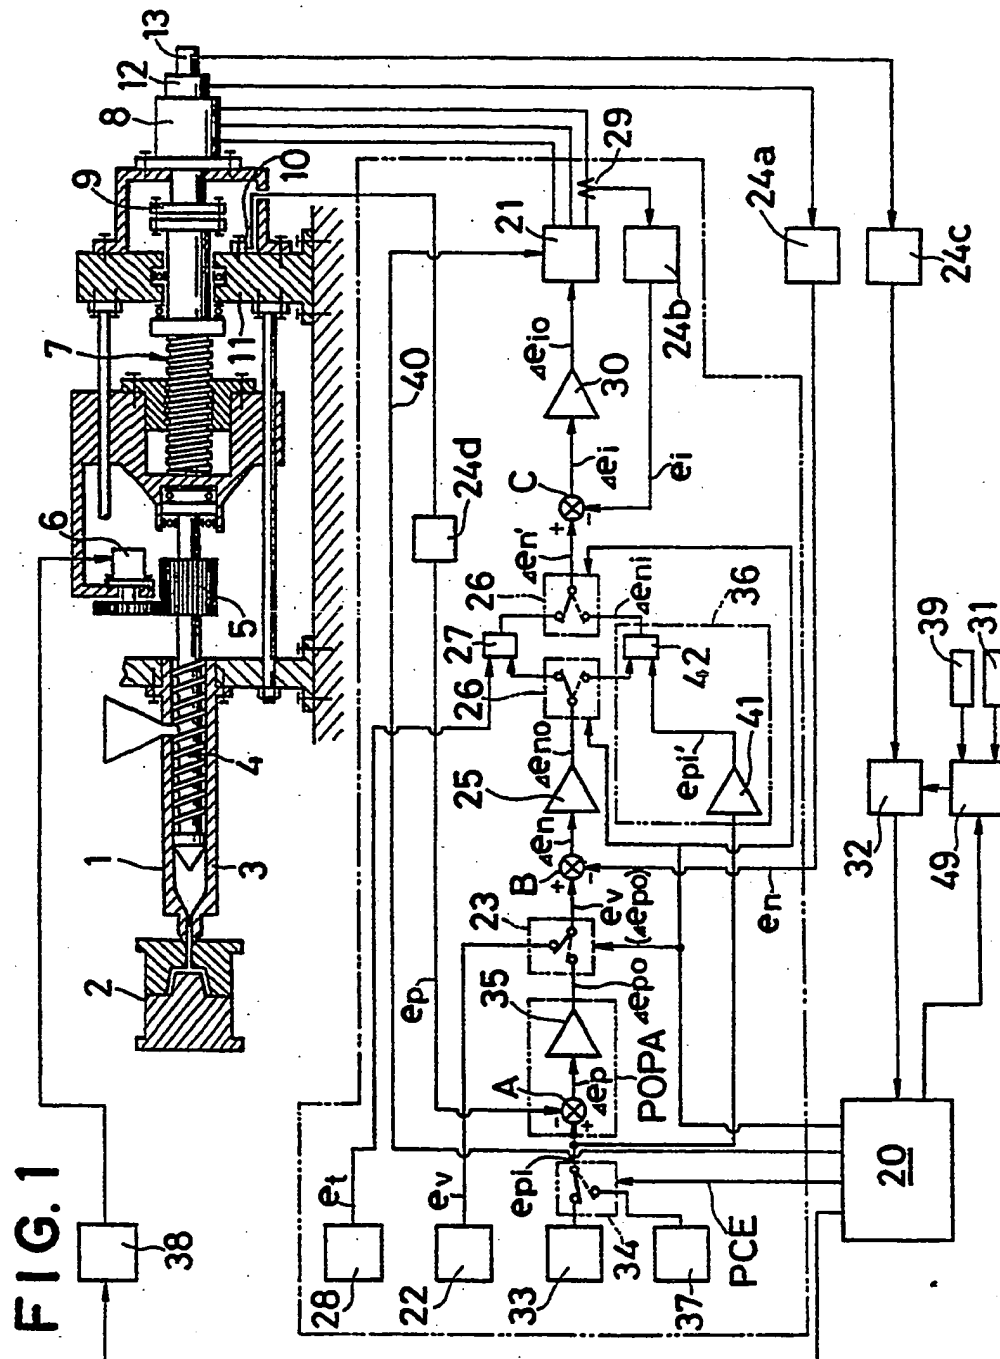 FIG. 1
1
2
3
4
5
6
7
8
9
10
11
12
13
38
40
24d
21
29
24b
24a
24c
30
Δeio
C
+
-
Δei
ei
Δen'
26
27
26
Δeni
36
42
41
epi'
Δeno
25
Δen
B
+
-
ev
(Δepo)
23
en
Δepo
35
ep
A
-
+
Δep
POPA
epi
34
PCE
et
28
ev
22
33
37
20
32
49
39
31